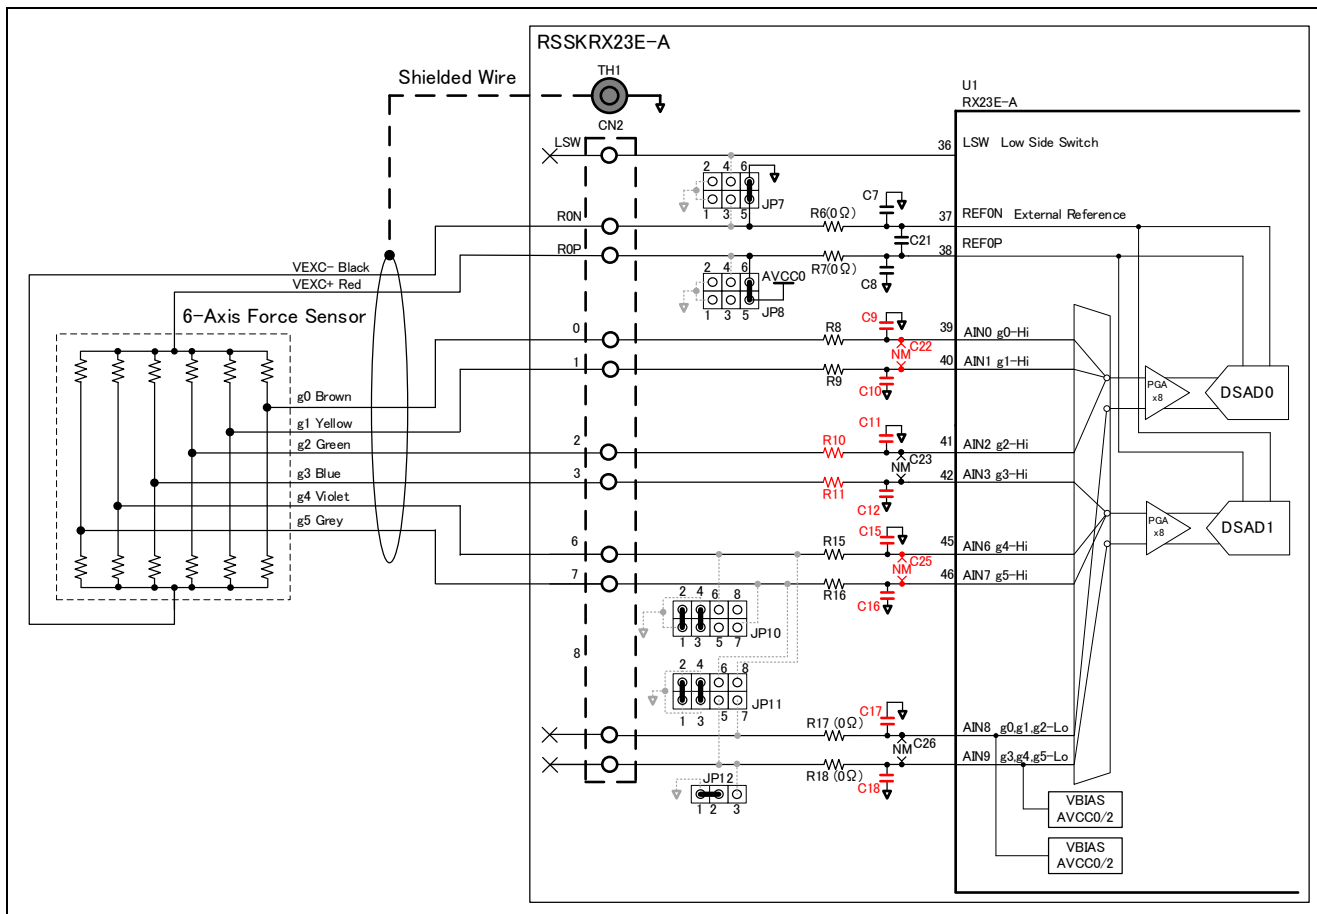 RSSKRX23E-A
Shielded Wire
TH1
CN2
U1
RX23E-A
LSW
36
LSW Low Side Switch
2 4 6
1 3 5
JP7
C7
R0N
R6(0Ω)
37
REF0N External Reference
C21
R0P
R7(0Ω)
38
REF0P
C8
VEXC- Black
VEXC+ Red
2 4 6
AVCC0
1 3 5
JP8
6-Axis Force Sensor
0
R8
C9
39
AIN0 g0-Hi
C22
NM
1
R9
40
AIN1 g1-Hi
C10
PGA
x8
DSAD0
g0 Brown
g1 Yellow
g2 Green
g3 Blue
g4 Violet
g5 Grey
2
R10
C11
41
AIN2 g2-Hi
C23
NM
3
R11
42
AIN3 g3-Hi
C12
PGA
x8
DSAD1
6
R15
C15
45
AIN6 g4-Hi
C25
NM
7
R16
46
AIN7 g5-Hi
C16
2 4 6 8
1 3 5 7
JP10
8
2 4 6 8
1 3 5 7
JP11
R17 (0Ω)
C17
AIN8 g0,g1,g2-Lo
C26
NM
R18 (0Ω)
AIN9 g3,g4,g5-Lo
C18
JP12
1 2 3
VBIAS
AVCC0/2
VBIAS
AVCC0/2